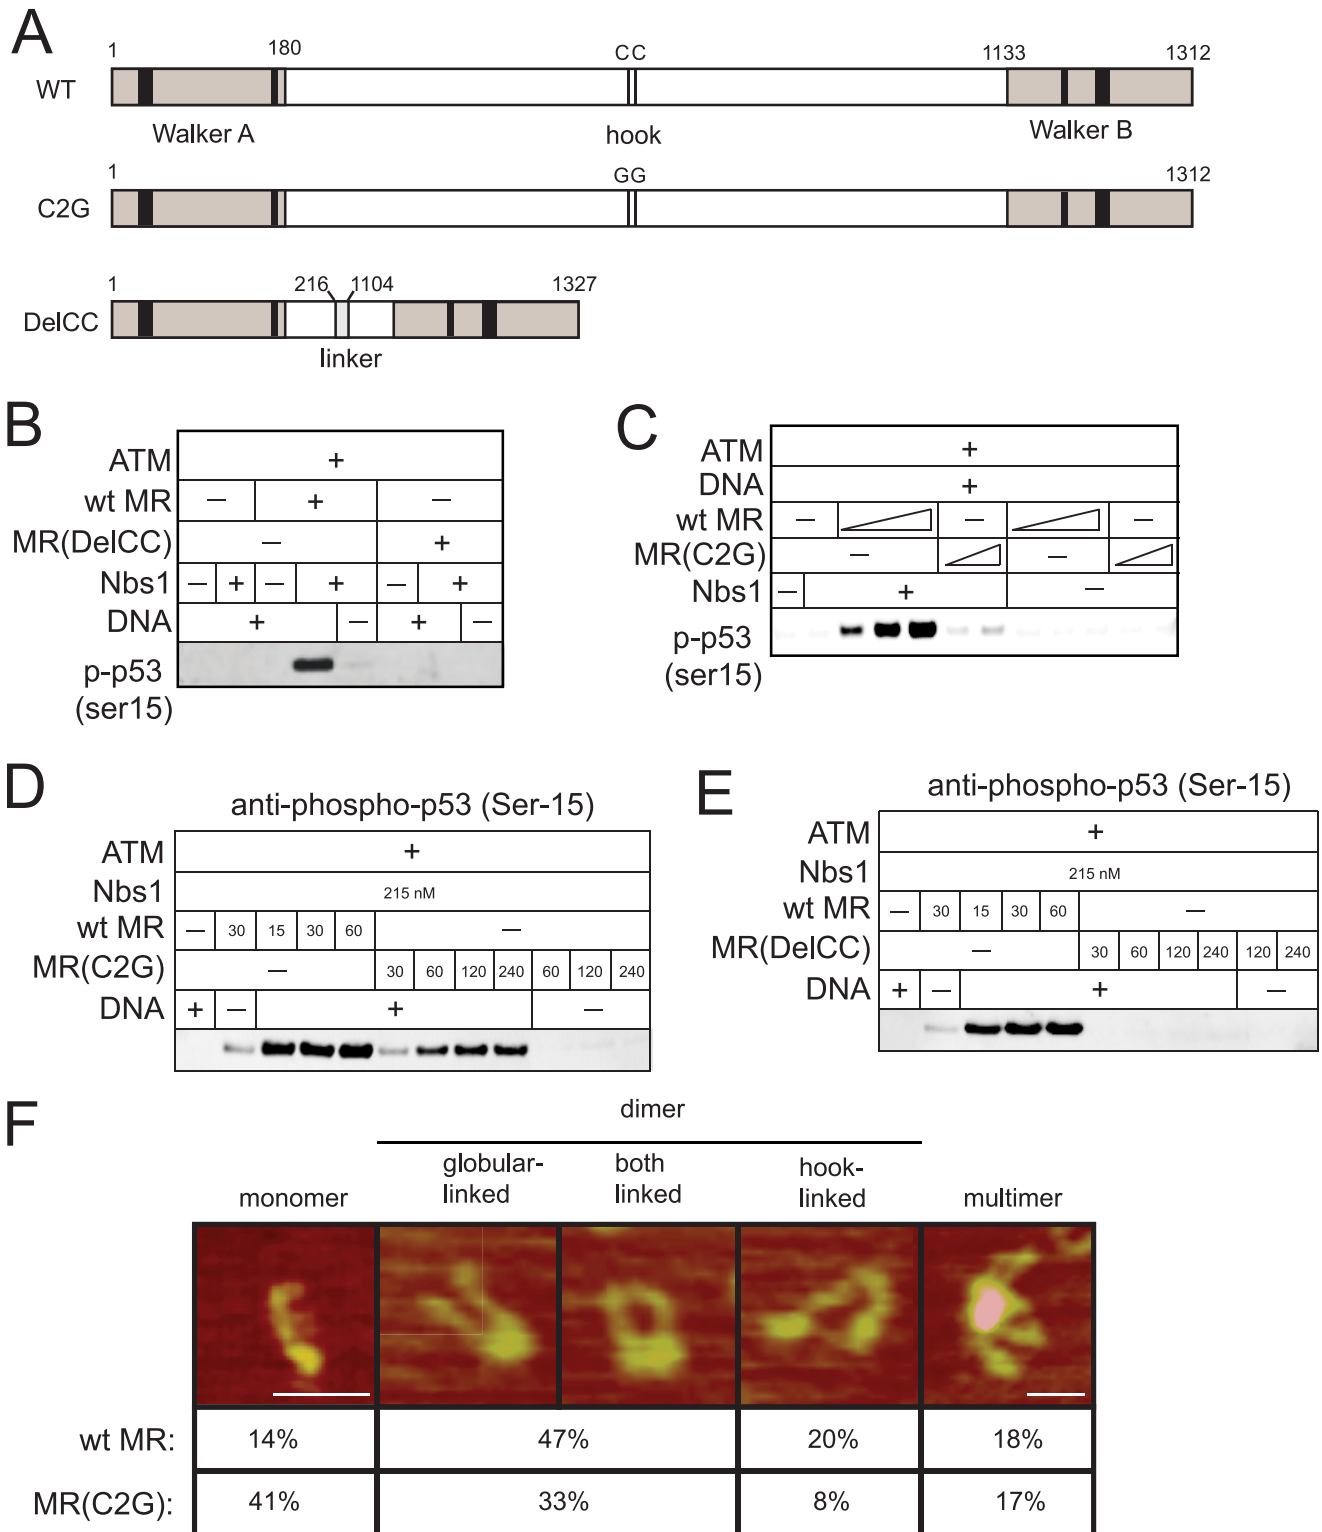 A
1 180 CC 1133 1312
WT
Walker A hook Walker B
1 GG 1312
C2G
1 216 1104 1327
DelCC
linker
B
ATM +
wt MR — + —
MR(DelCC) — +
Nbs1 — + — + — +
DNA + — + —
p-p53
(ser15)
C
ATM +
DNA +
wt MR — — —
MR(C2G) — —
Nbs1 — + —
p-p53
(ser15)
D
anti-phospho-p53 (Ser-15)
ATM +
Nbs1 215 nM
wt MR — 30 15 30 60 —
MR(C2G) — 30 60 120 240 60 120 240
DNA + — + —
E
anti-phospho-p53 (Ser-15)
ATM +
Nbs1 215 nM
wt MR — 30 15 30 60 —
MR(DelCC) — 30 60 120 240 120 240
DNA + — + —
F
dimer
monomer globular-linked both linked hook-linked multimer
wt MR: 14% 47% 20% 18%
MR(C2G): 41% 33% 8% 17%